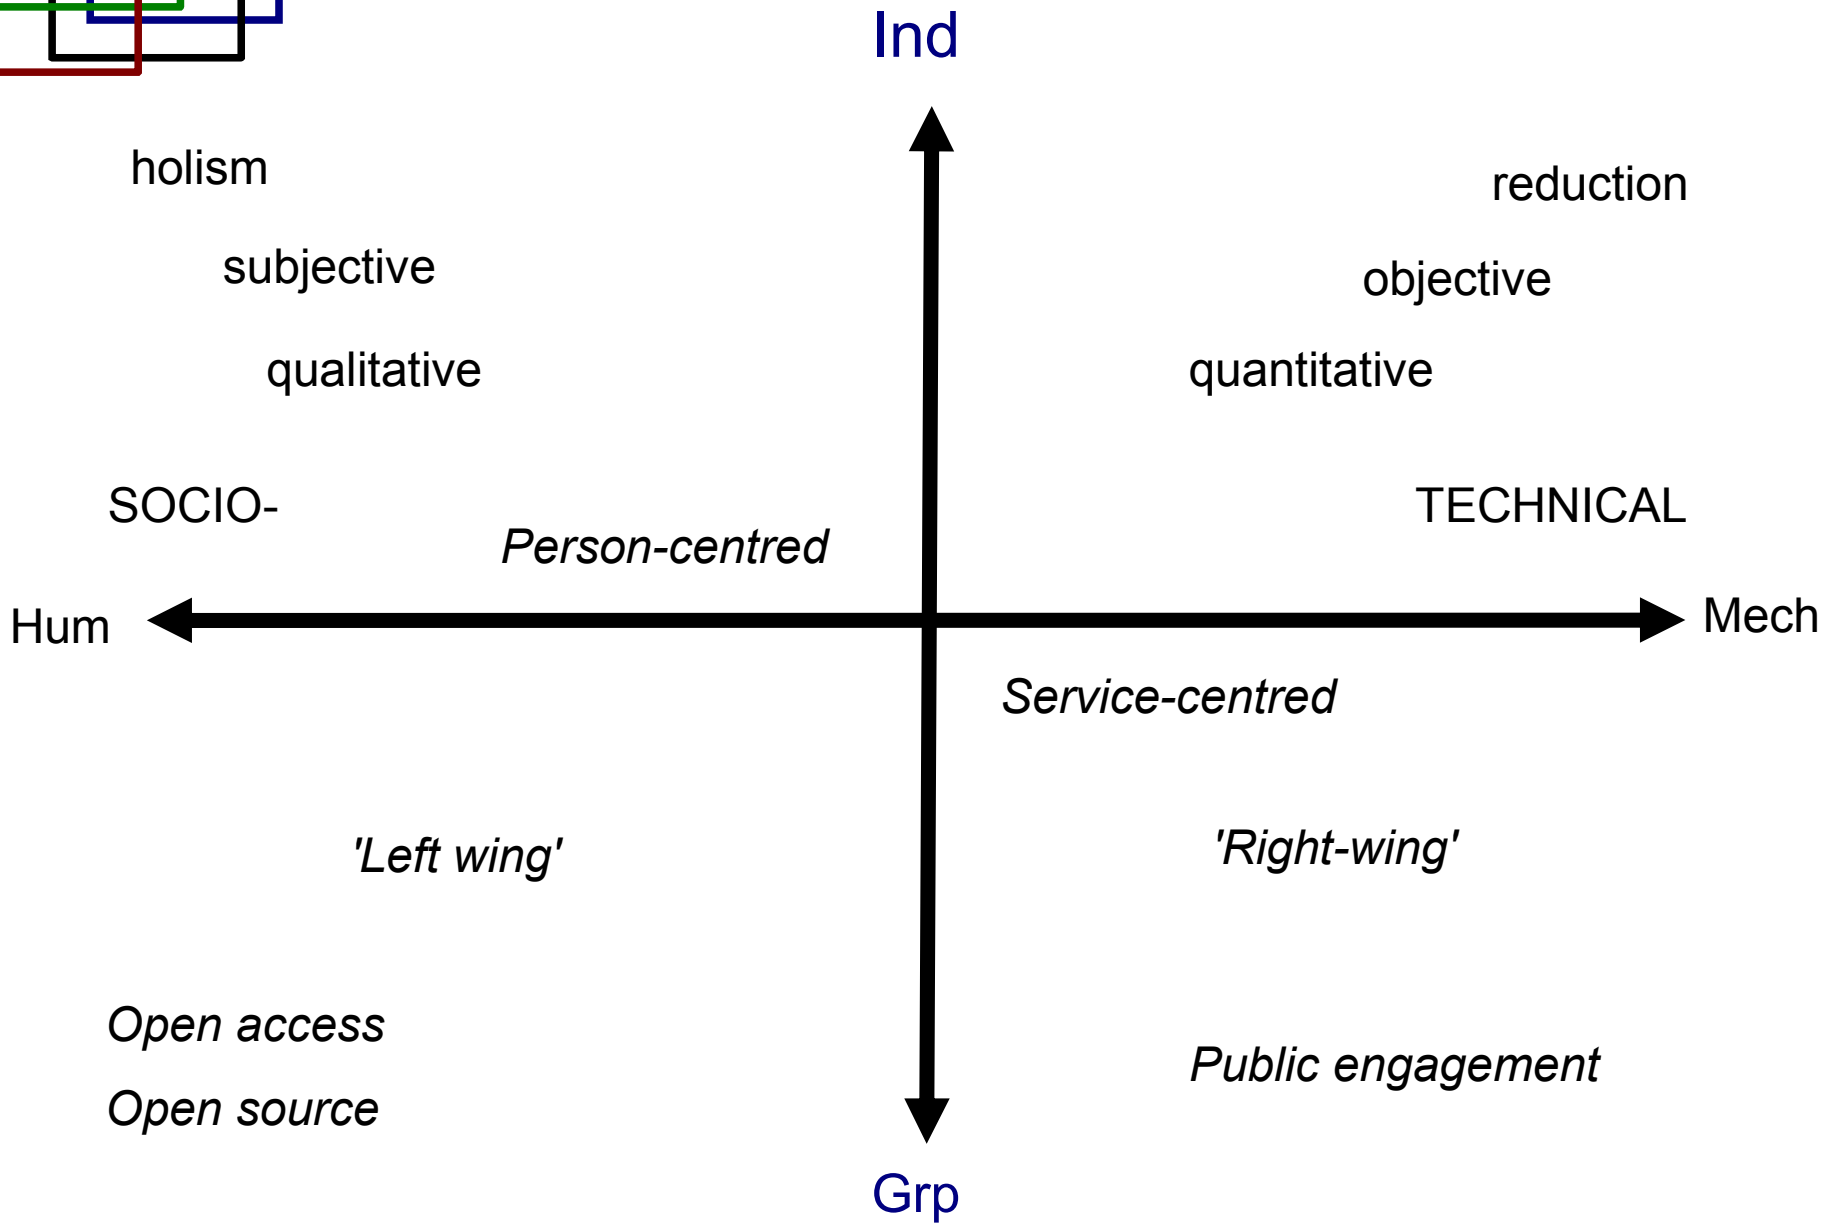 Ind
holism
reduction
subjective
objective
qualitative
quantitative
SOCIO-
TECHNICAL
Person-centred
Hum
Mech
Service-centred
'Left wing'
'Right-wing'
Open access
Public engagement
Open source
Grp